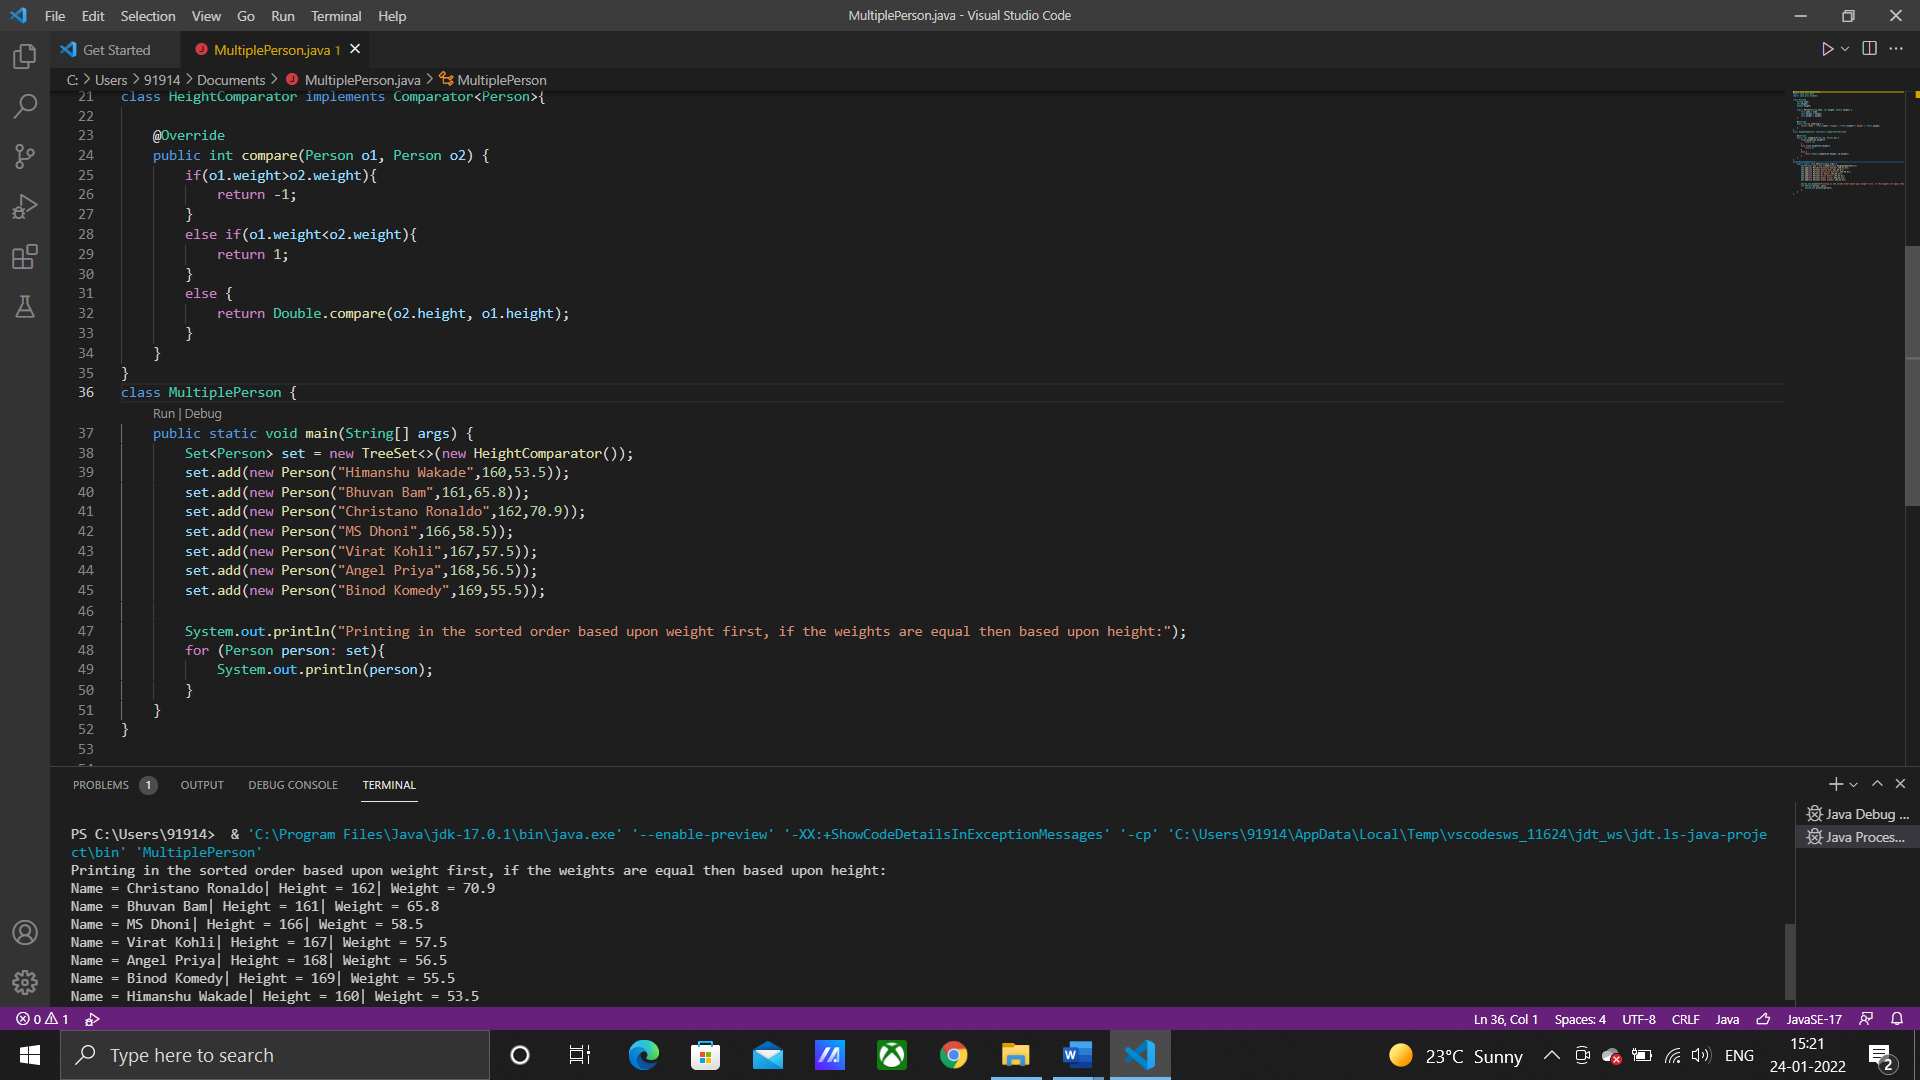 File Edit Selection View Go Run Terminal Help
MultiplePerson.java - Visual Studio Code
Get Started
MultiplePerson.java 1
C: > Users > 91914 > Documents > MultiplePerson.java > MultiplePerson
21 class HeightComparator implements Comparator<Person>{
22
23 @Override
24 public int compare(Person o1, Person o2) {
25 if(o1.weight>o2.weight){
26 return -1;
27 }
28 else if(o1.weight<o2.weight){
29 return 1;
30 }
31 else {
32 return Double.compare(o2.height, o1.height);
33 }
34 }
35 }
36 class MultiplePerson {
Run | Debug
37 public static void main(String[] args) {
38 Set<Person> set = new TreeSet<>(new HeightComparator());
39 set.add(new Person("Himanshu Wakade",160,53.5));
40 set.add(new Person("Bhuvan Bam",161,65.8));
41 set.add(new Person("Christano Ronaldo",162,70.9));
42 set.add(new Person("MS Dhoni",166,58.5));
43 set.add(new Person("Virat Kohli",167,57.5));
44 set.add(new Person("Angel Priya",168,56.5));
45 set.add(new Person("Binod Komedy",169,55.5));
46
47 System.out.println("Printing in the sorted order based upon weight first, if the weights are equal then based upon height:");
48 for (Person person: set){
49 System.out.println(person);
50 }
51 }
52 }
53
PROBLEMS 1 OUTPUT DEBUG CONSOLE TERMINAL
PS C:\Users\91914>  & 'C:\Program Files\Java\jdk-17.0.1\bin\java.exe' '--enable-preview' '-XX:+ShowCodeDetailsInExceptionMessages' '-cp' 'C:\Users\91914\AppData\Local\Temp\vscodesws_11624\jdt_ws\jdt.ls-java-proje
ct\bin' 'MultiplePerson'
Printing in the sorted order based upon weight first, if the weights are equal then based upon height:
Name = Christano Ronaldo| Height = 162| Weight = 70.9
Name = Bhuvan Bam| Height = 161| Weight = 65.8
Name = MS Dhoni| Height = 166| Weight = 58.5
Name = Virat Kohli| Height = 167| Weight = 57.5
Name = Angel Priya| Height = 168| Weight = 56.5
Name = Binod Komedy| Height = 169| Weight = 55.5
Name = Himanshu Wakade| Height = 160| Weight = 53.5
Java Debug ...
Java Proces...
0 1
Ln 36, Col 1 Spaces: 4 UTF-8 CRLF Java JavaSE-17
Type here to search
23°C Sunny
ENG
15:21
24-01-2022
2